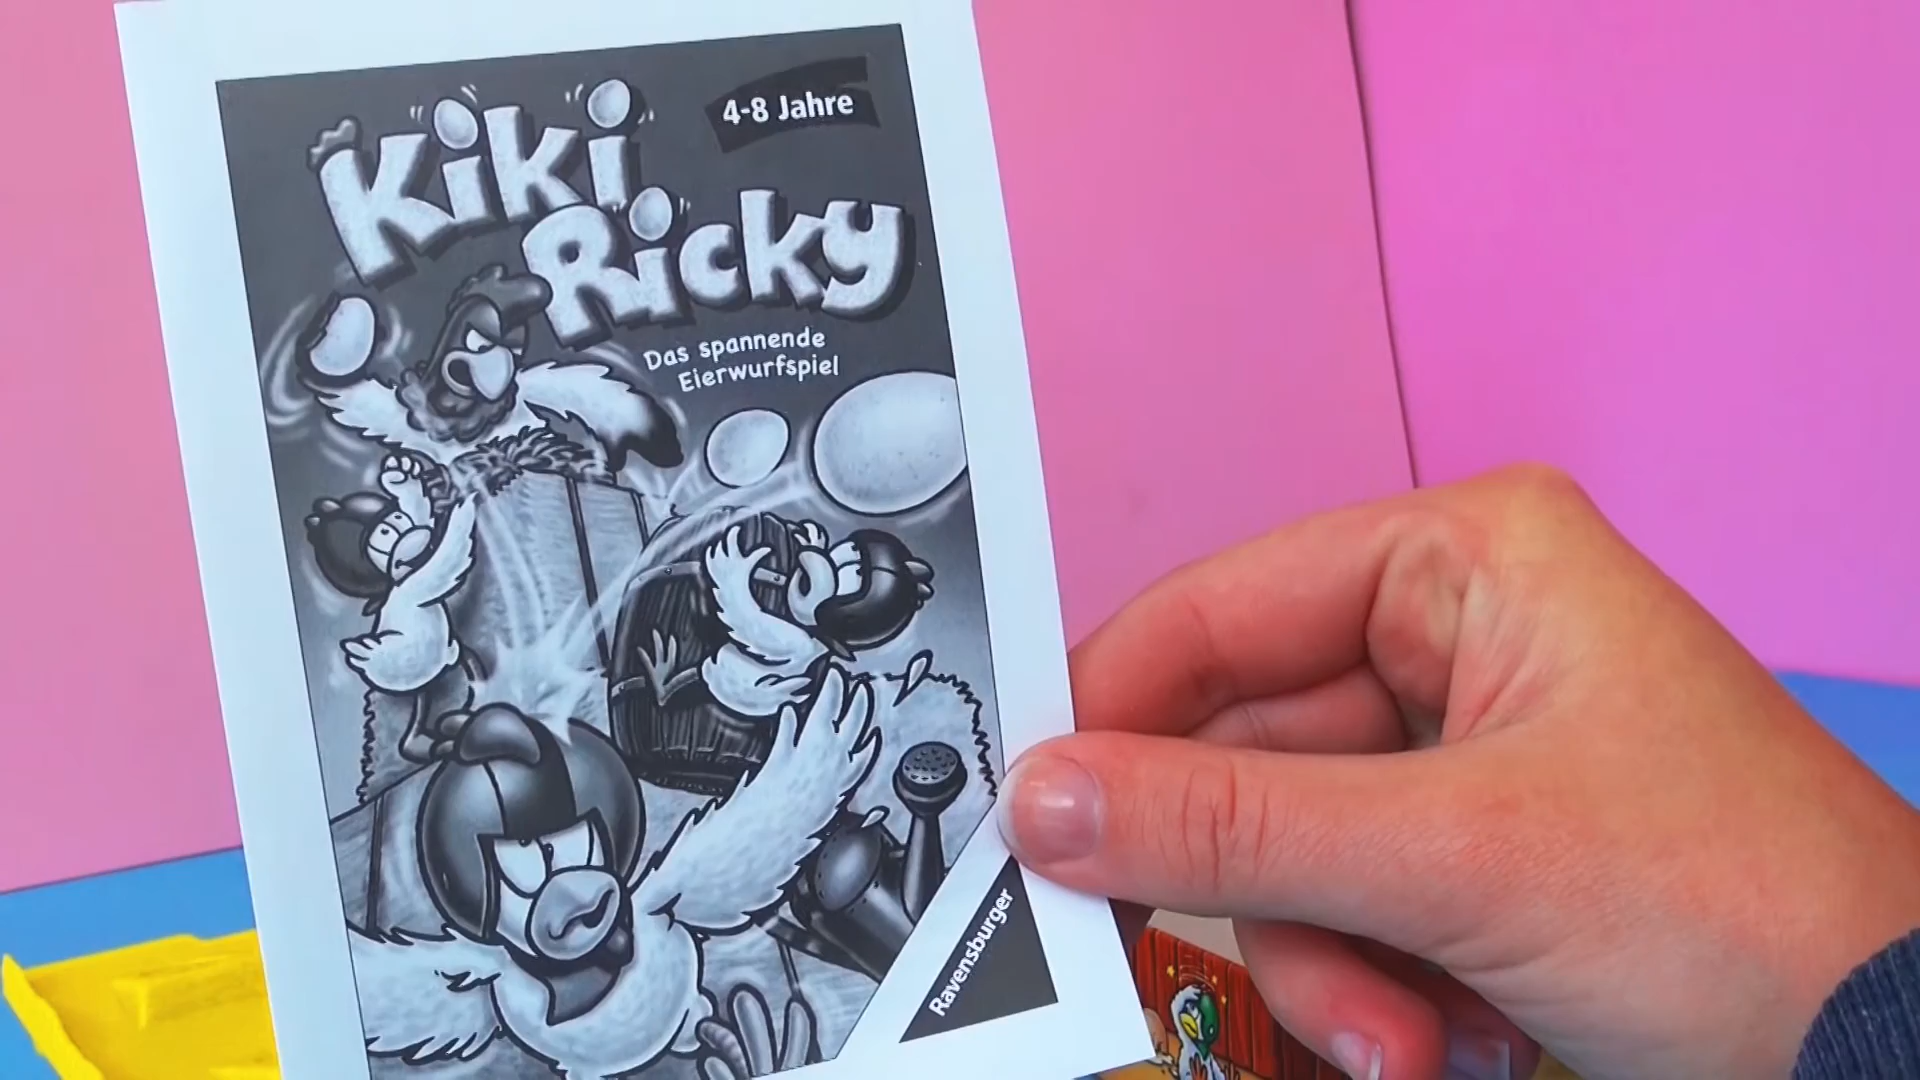 4-8 Jahre
Kiki
Ricky
Das spannende
Eierwurfspiel
Ravensburger